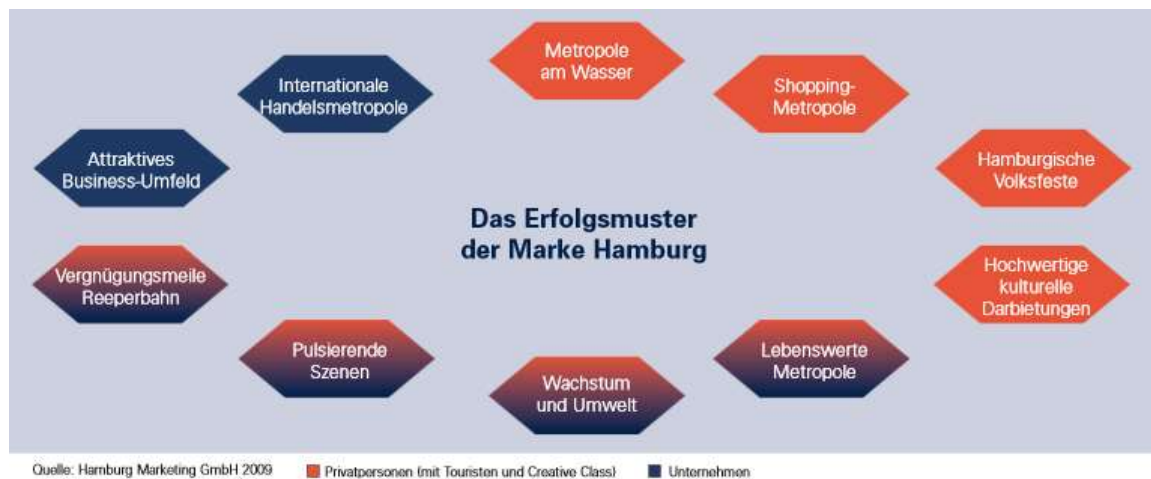 Metropole
am Wasser
Internationale
Handelsmetropole
Shopping-
Metropole
Attraktives
Business-Umfeld
Hamburgische
Volksfeste
Das Erfolgsmuster
der Marke Hamburg
Vergnügungsmeile
Reeperbahn
Hochwertige
kulturelle
Darbietungen
Pulsierende
Szenen
Lebenswerte
Metropole
Wachstum
und Umwelt
Quelle: Hamburg Marketing GmbH 2009
Privatpersonen (mit Touristen und Creative Class)
Unternehmen